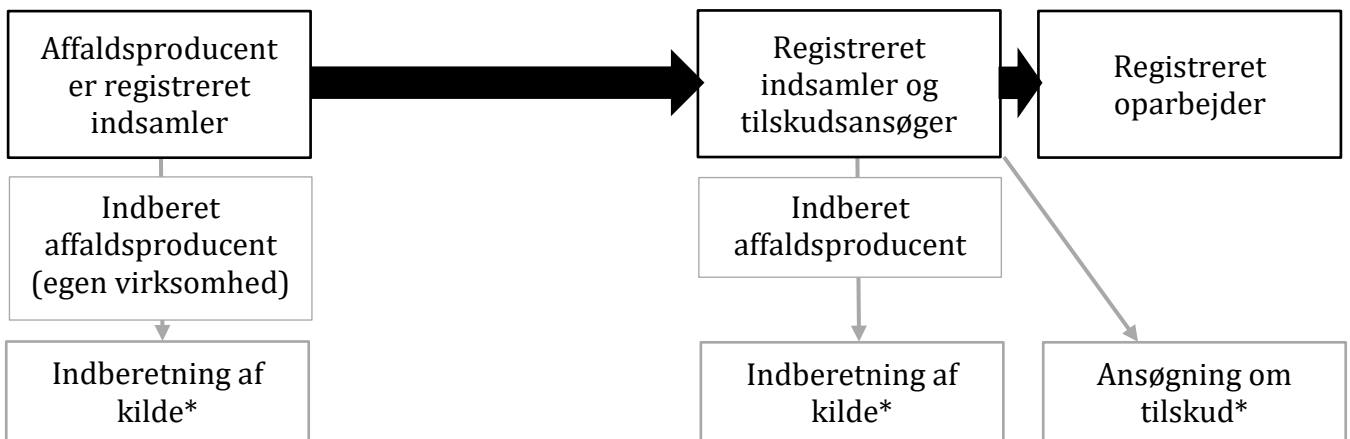 Affaldsproducent
er registreret
indsamler
Registreret
indsamler og
tilskudsansøger
Registreret
oparbejder
Indberet
affaldsproducent
(egen virksomhed)
Indberet
affaldsproducent
Indberetning af
kilde*
Indberetning af
kilde*
Ansøgning om
tilskud*